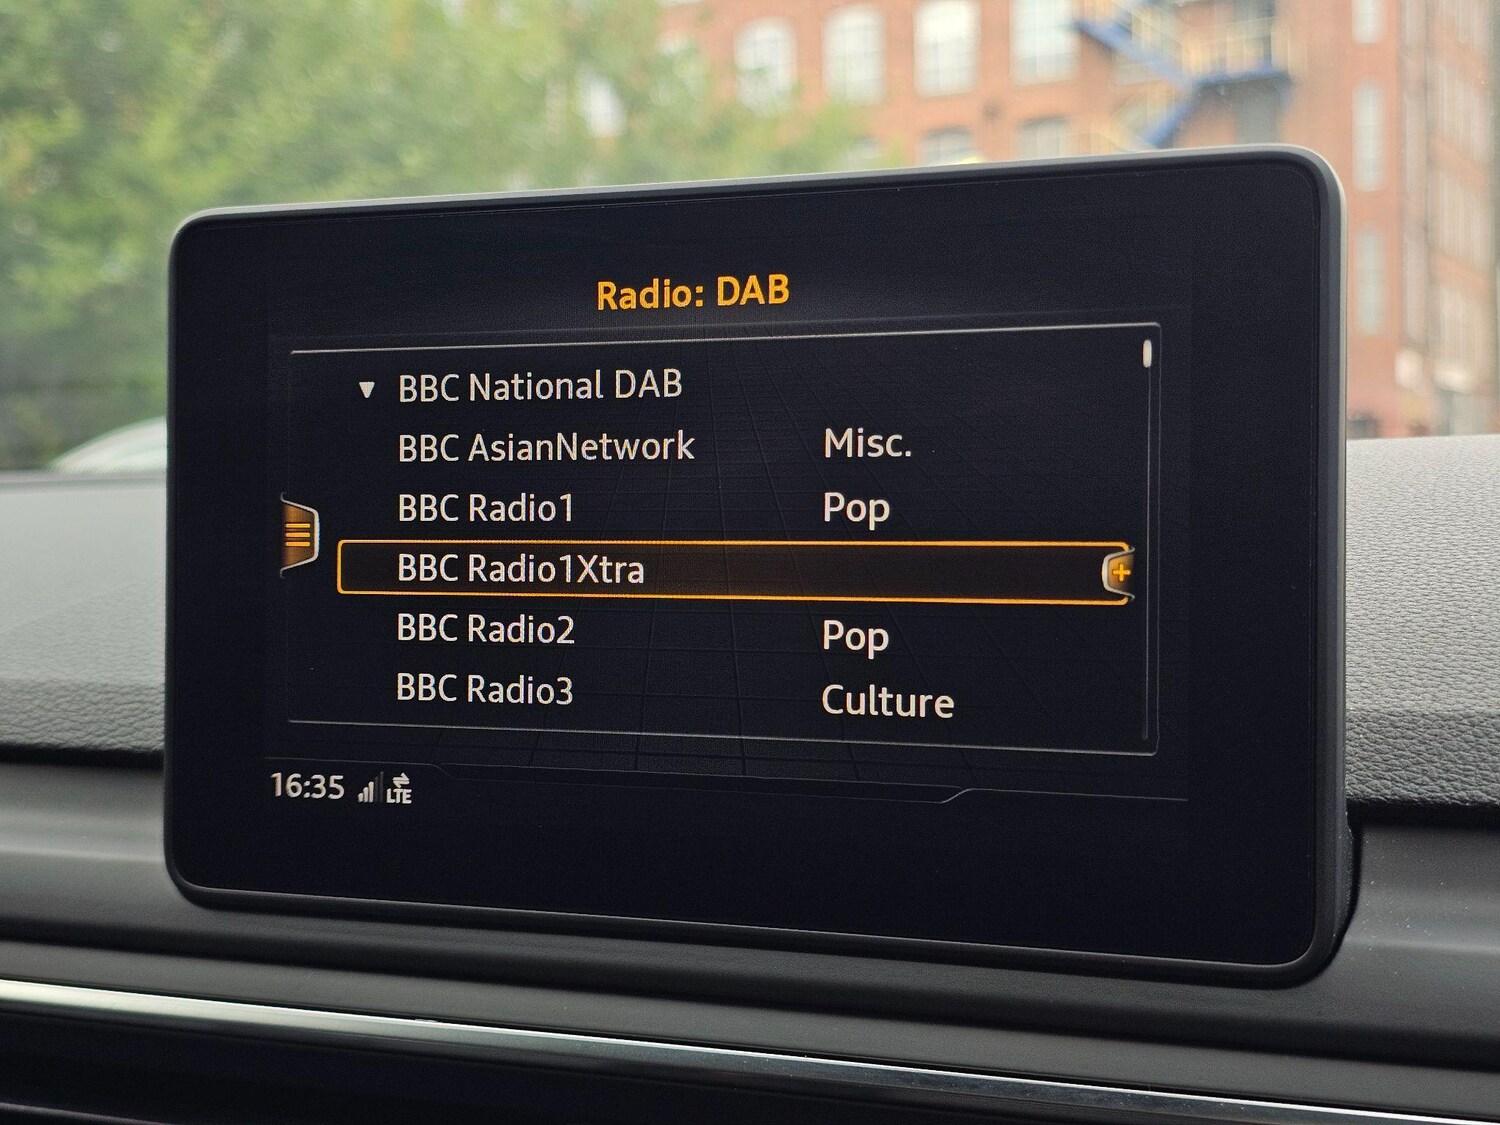 Radio: DAB
▼ BBC National DAB
BBC AsianNetwork Misc.
BBC Radio1 Pop
BBC Radio1Xtra +
BBC Radio2 Pop
BBC Radio3 Culture
16:35 LTE